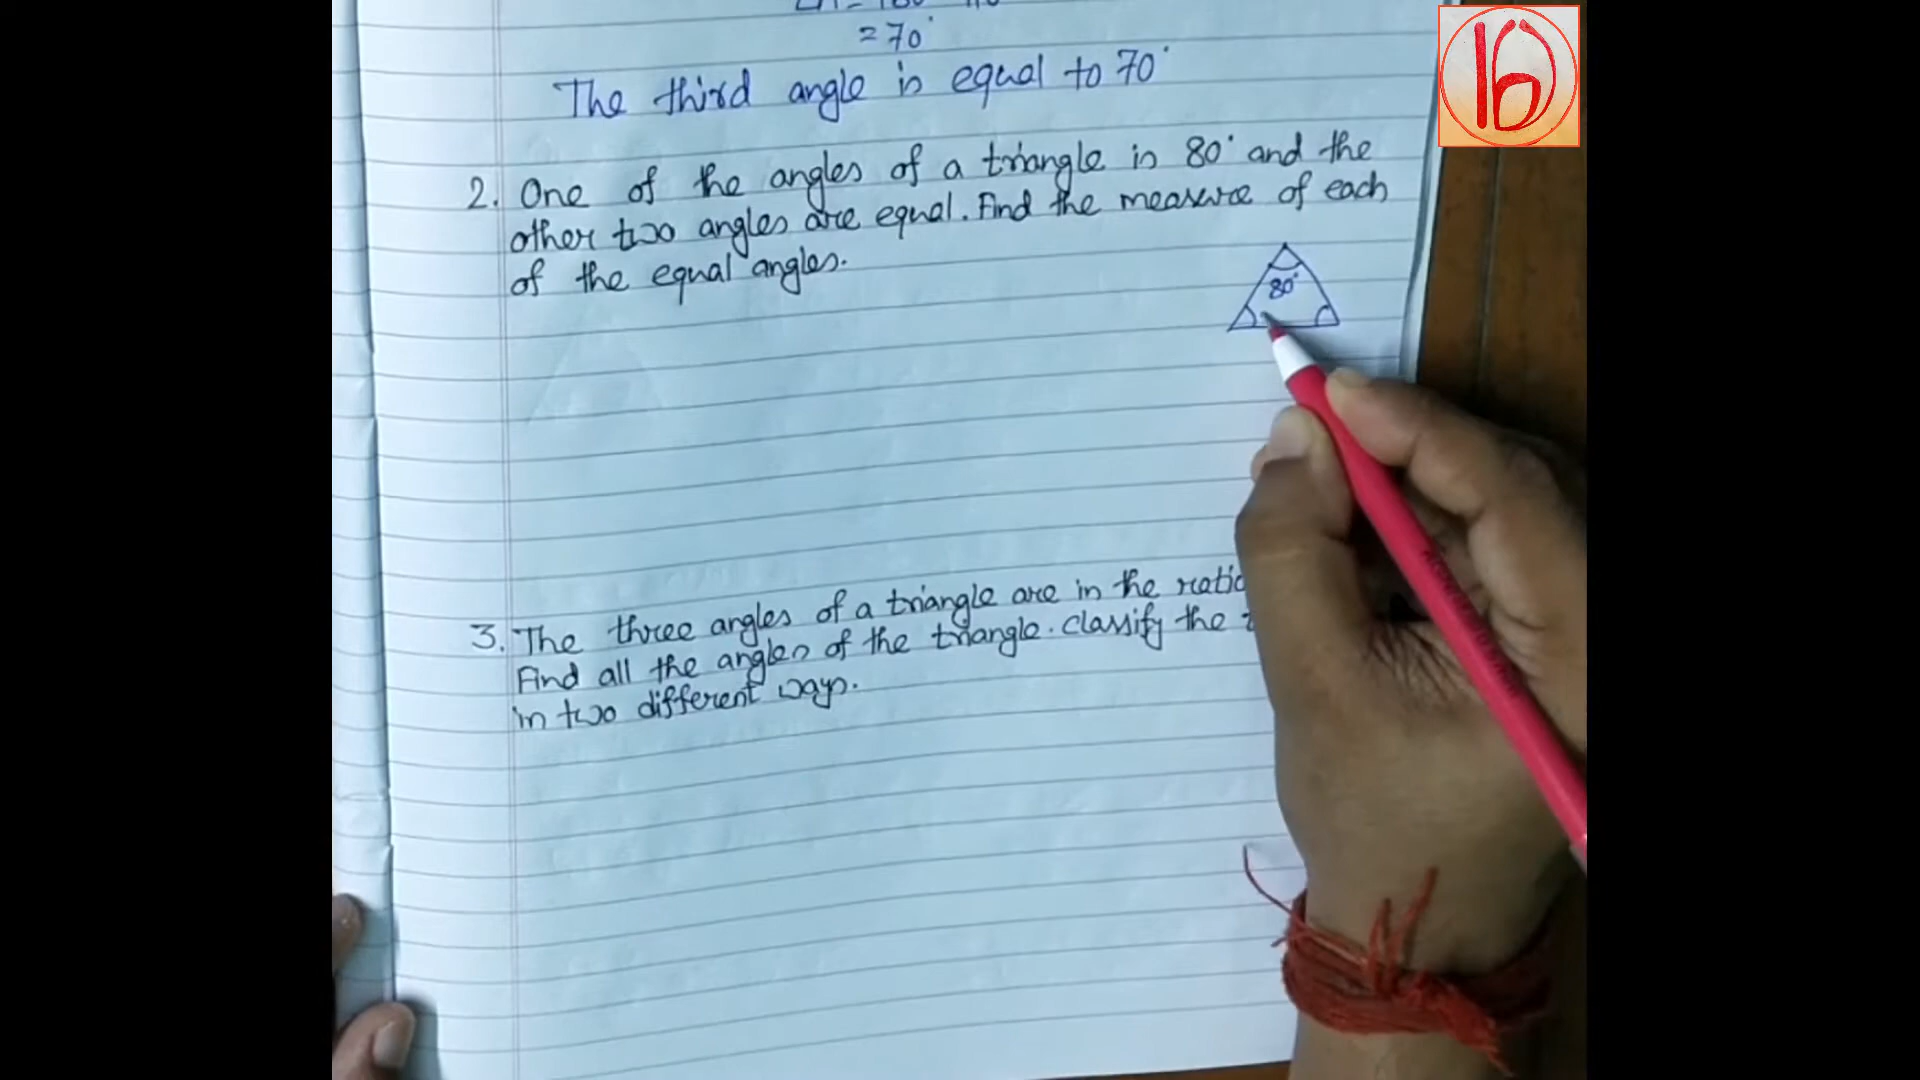 = 70°
The third angle is equal to 70°
2. One of the angles of a triangle is 80° and the
other two angles are equal. Find the measure of each
of the equal angles.
80°
3. The three angles of a triangle are in the ratio
Find all the angles of the triangle. classify the
in two different ways.